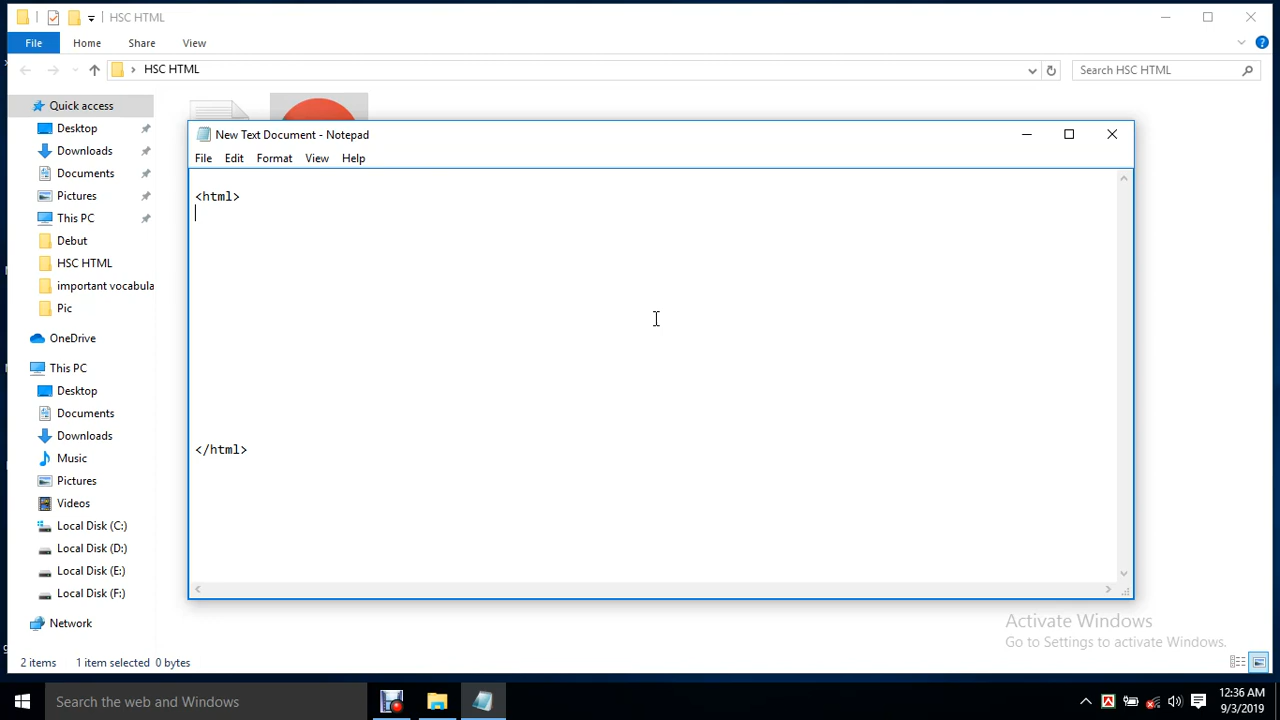 HSC HTML
File Home Share View
HSC HTML
Search HSC HTML
Quick access
Desktop
Downloads
Documents
Pictures
This PC
Debut
HSC HTML
important vocabula
Pic
OneDrive
This PC
Desktop
Documents
Downloads
Music
Pictures
Videos
Local Disk (C:)
Local Disk (D:)
Local Disk (E:)
Local Disk (F:)
Network
2 items 1 item selected 0 bytes
New Text Document - Notepad
File Edit Format View Help
<html>
</html>
Activate Windows
Go to Settings to activate Windows.
Search the web and Windows
12:36 AM
9/3/2019